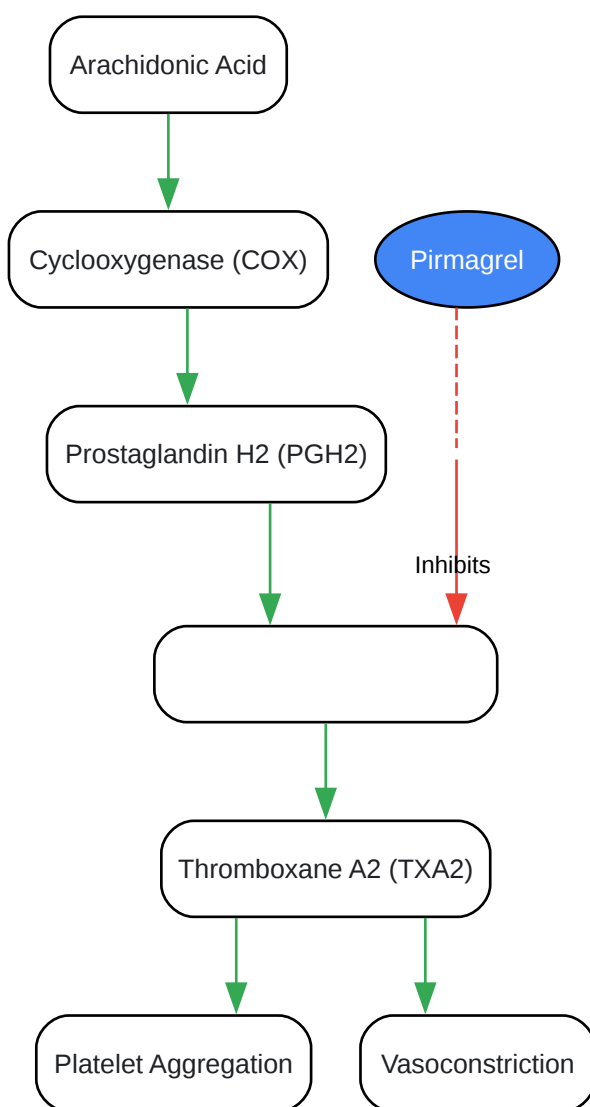 Arachidonic Acid
Cyclooxygenase (COX)
Pirmagrel
Prostaglandin H2 (PGH2)
Inhibits
Thromboxane A2 (TXA2)
Platelet Aggregation
Vasoconstriction